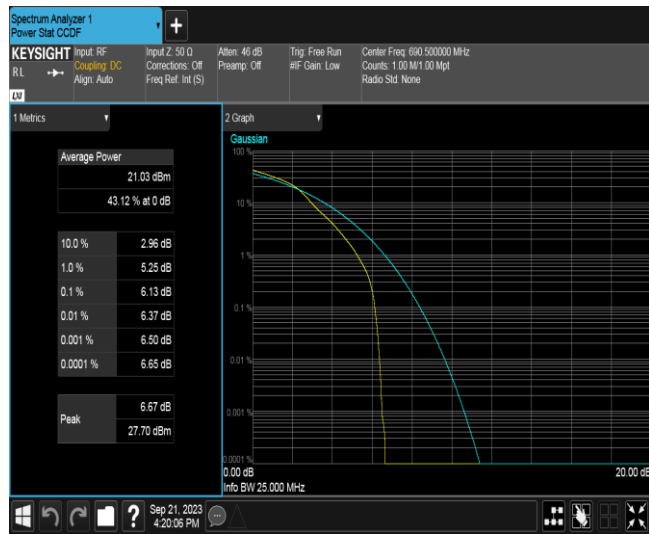 Spectrum Analyzer 1
Power Stat CCDF
+
KEYSIGHT
RL
LXI
Input: RF
Coupling: DC
Align: Auto
Input Z: 50 Ω
Corrections: Off
Freq Ref: Int (S)
Atten: 46 dB
Preamp: Off
Trig: Free Run
#IF Gain: Low
Center Freq: 690.500000 MHz
Counts: 1.00 M/1.00 Mpt
Radio Std: None
1 Metrics
Average Power
21.03 dBm
43.12 % at 0 dB
10.0 % 2.96 dB
1.0 % 5.25 dB
0.1 % 6.13 dB
0.01 % 6.37 dB
0.001 % 6.50 dB
0.0001 % 6.65 dB
Peak 6.67 dB
27.70 dBm
2 Graph
Gaussian
100 %
10 %
1 %
0.1 %
0.01 %
0.001 %
0.0001 %
0.00 dB 20.00 dB
Info BW 25.000 MHz
?
Sep 21, 2023
4:20:06 PM